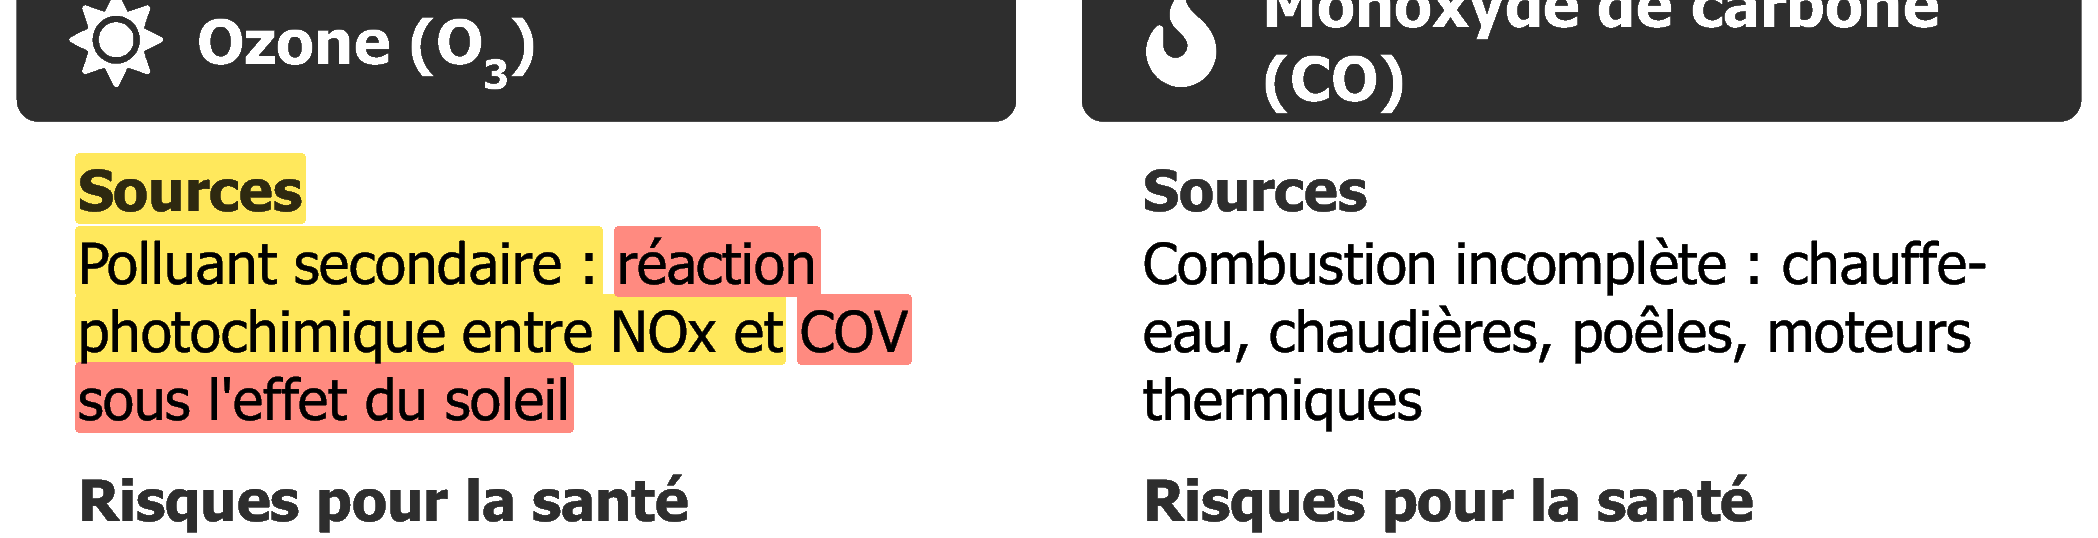 Ozone (O₃)
Sources
Polluant secondaire : réaction
photochimique entre NOx et COV
sous l'effet du soleil
Risques pour la santé
Monoxyde de carbone
(CO)
Sources
Combustion incomplète : chauffe-
eau, chaudières, poêles, moteurs
thermiques
Risques pour la santé